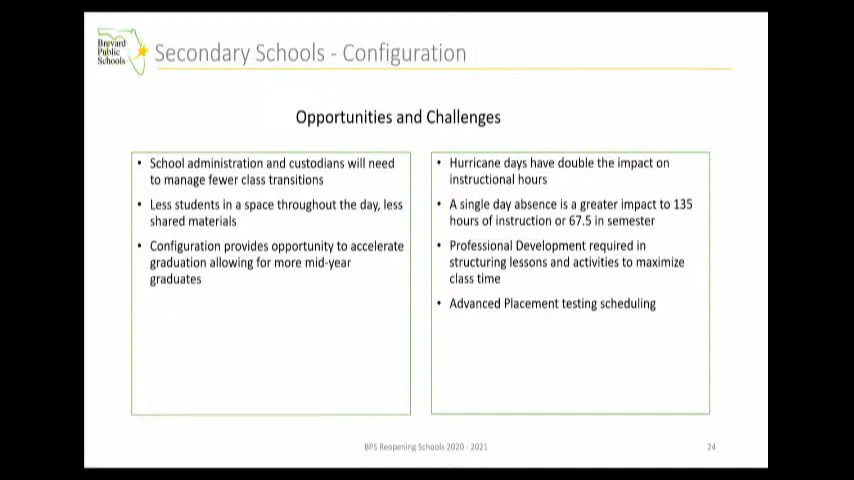 Brevard
Public
Schools
Secondary Schools - Configuration
Opportunities and Challenges
• School administration and custodians will need
to manage fewer class transitions
• Less students in a space throughout the day, less
shared materials
• Configuration provides opportunity to accelerate
graduation allowing for more mid-year
graduates
• Hurricane days have double the impact on
instructional hours
• A single day absence is a greater impact to 135
hours of instruction or 67.5 in semester
• Professional Development required in
structuring lessons and activities to maximize
class time
• Advanced Placement testing scheduling
BPS Reopening Schools 2020 - 2021
24